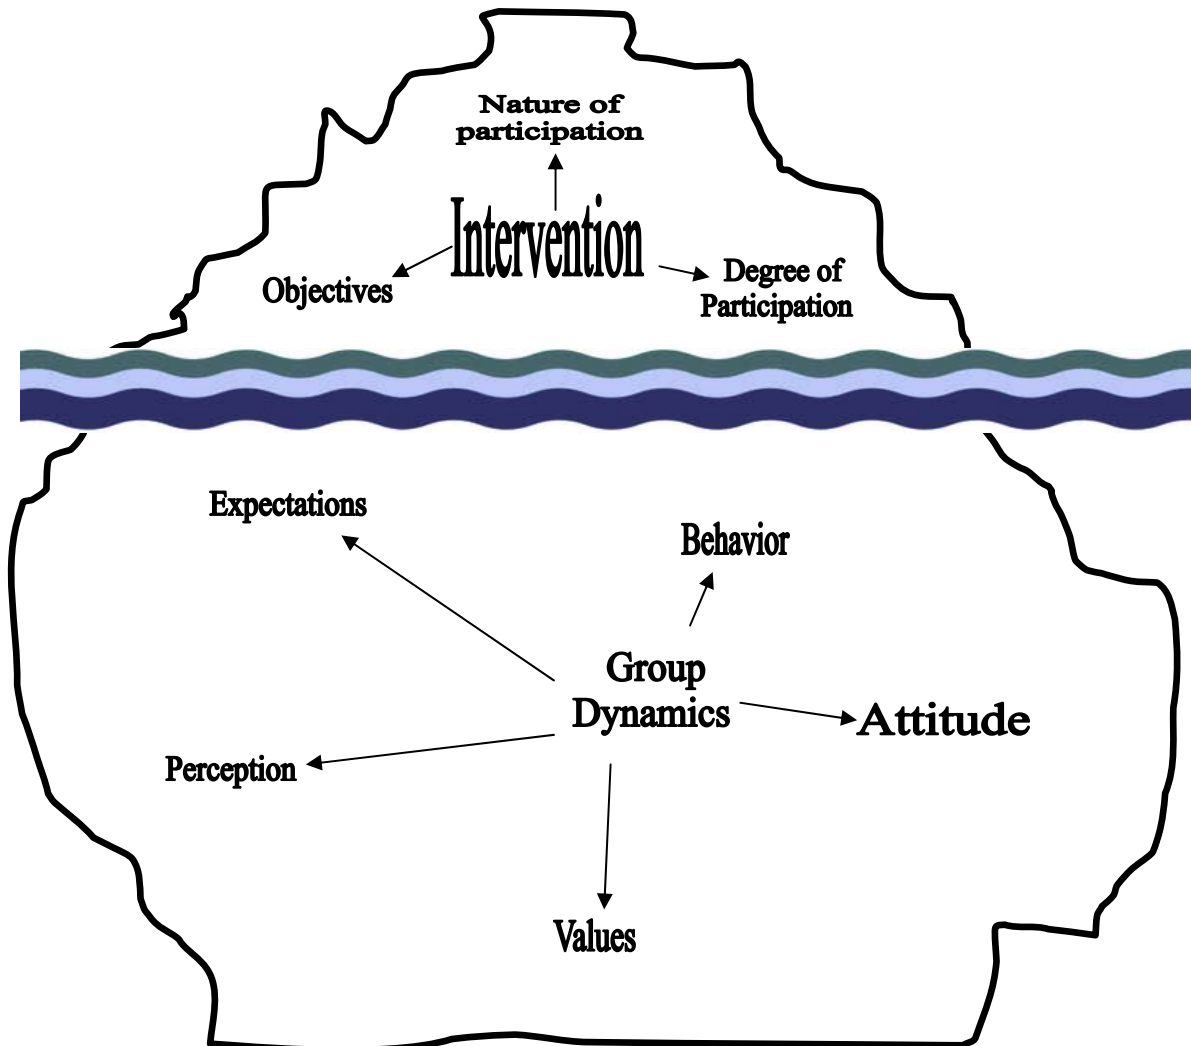 Nature of
participation
Intervention
Objectives
Degree of
Participation
Expectations
Behavior
Group
Dynamics
Attitude
Perception
Values